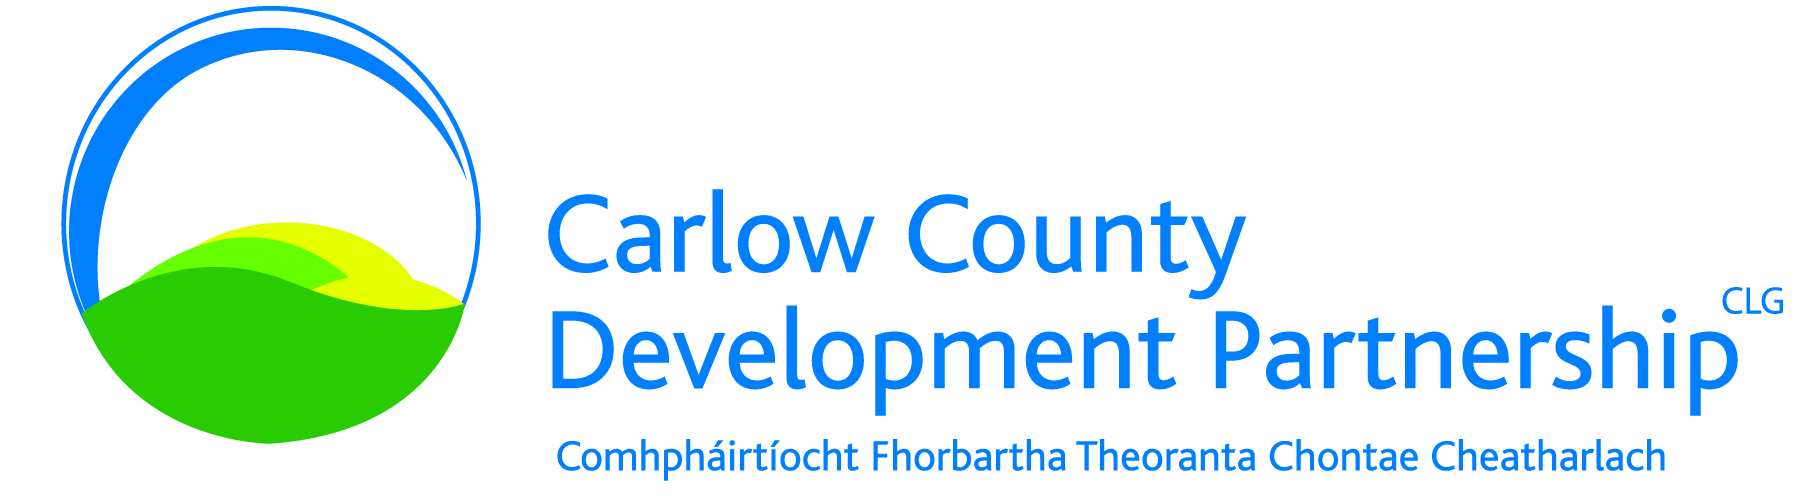 Carlow County
Development Partnership CLG
Comhpháirtíocht Fhorbartha Theoranta Chontae Cheatharlach